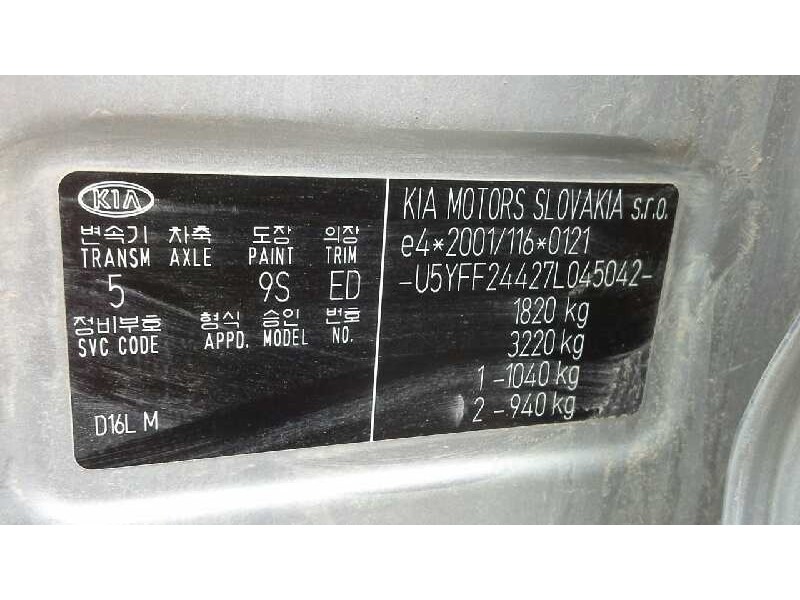 KIA
변속기 차축 도장 의장
TRANSM AXLE PAINT TRIM
5 9S ED
정비부호 형식 승인 번호
SVC CODE APPD. MODEL NO.
D16L M
KIA MOTORS SLOVAKIA s.r.o.
e4*2001/116*0121
-U5YFF24427L045042-
1820 kg
3220 kg
1 -1040 kg
2 -940 kg